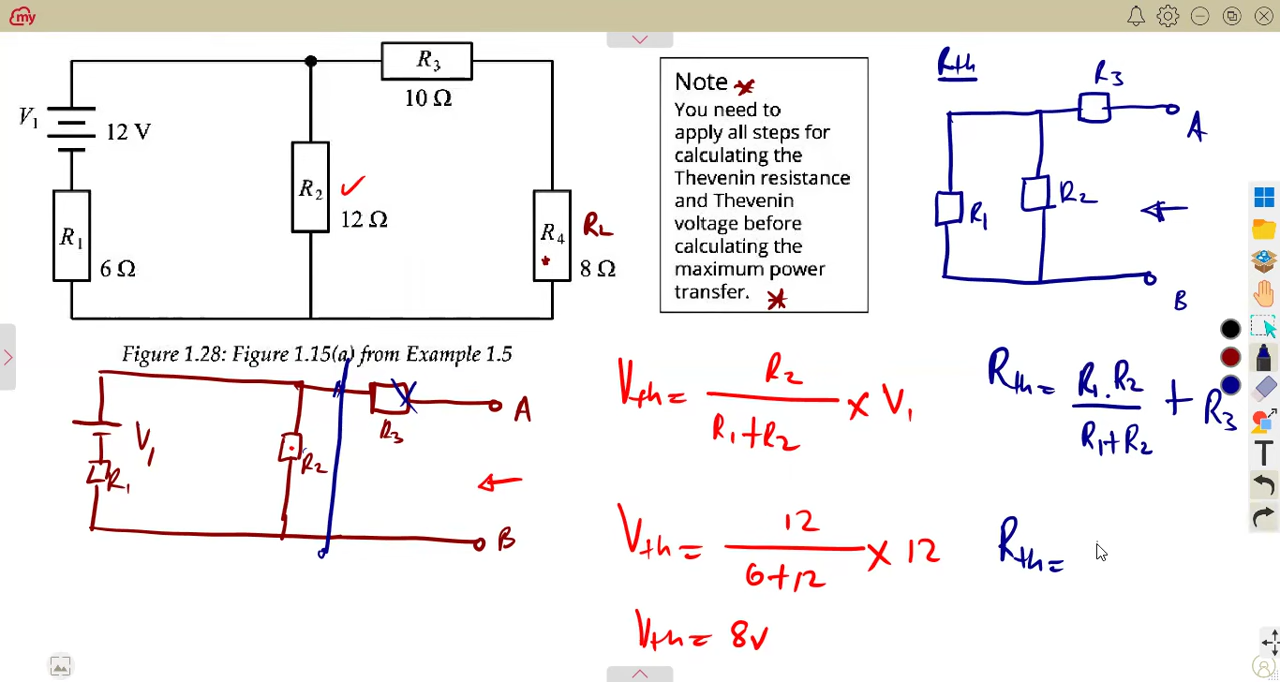 my
V1
12 V
R1
6 Ω
R2 ✓
12 Ω
R3
10 Ω
R4
8 Ω
RL
Figure 1.28: Figure 1.15(a) from Example 1.5
Note *
You need to
apply all steps for
calculating the
Thevenin resistance
and Thevenin
voltage before
calculating the
maximum power
transfer. *
Rth
R3
A
R1
R2
B
V1
R1
R2
R3
A
B
Vth = R2 / (R1+R2) × V1
Vth = 12 / (6+12) × 12
Vth = 8v
Rth = R1 . R2 / (R1+R2) + R3
Rth =
T